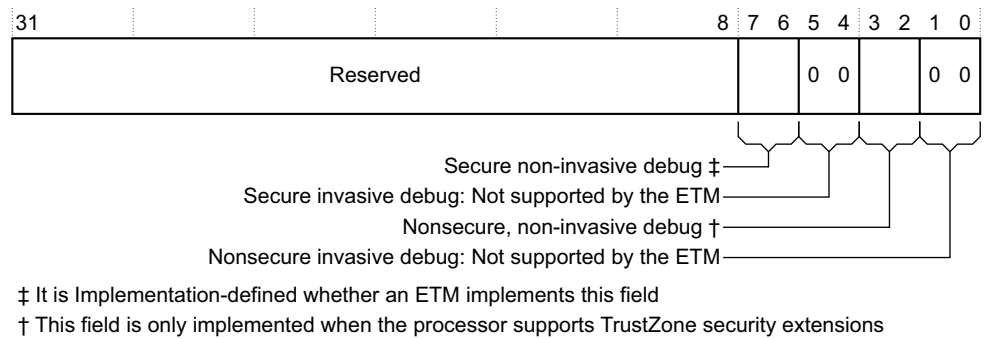 31 8 7 6 5 4 3 2 1 0
Reserved 0 0 0 0
Secure non-invasive debug ‡
Secure invasive debug: Not supported by the ETM
Nonsecure, non-invasive debug †
Nonsecure invasive debug: Not supported by the ETM
‡ It is Implementation-defined whether an ETM implements this field
† This field is only implemented when the processor supports TrustZone security extensions